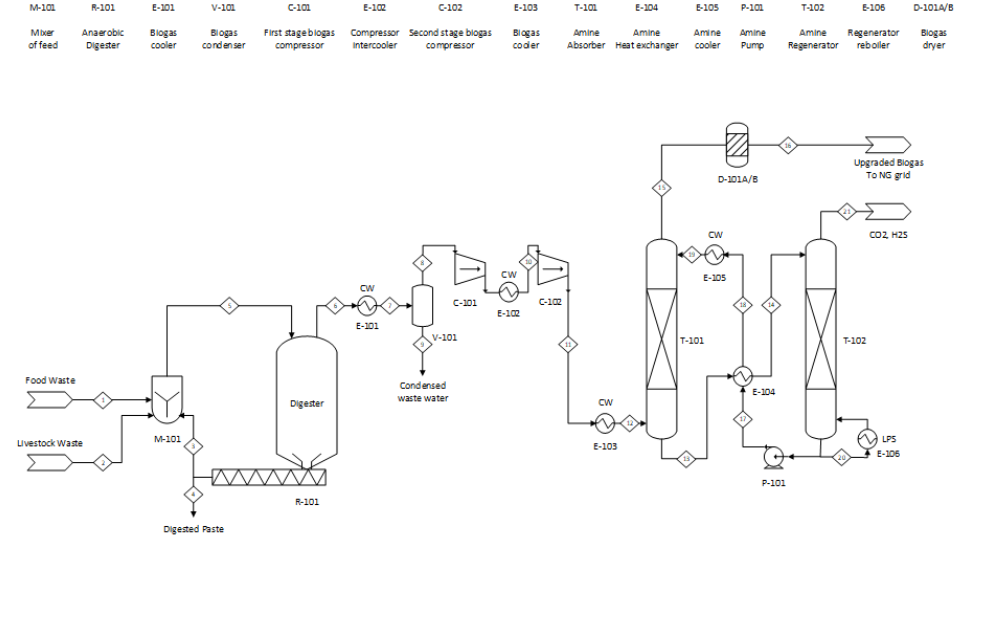 M-101 R-101 E-101 V-101 C-101 E-102 C-102 E-103 T-101 E-104 E-105 P-101 T-102 E-106 D-101A/B
Mixer Anaerobic Biogas Biogas First stage biogas Compressor Second stage biogas Biogas Amine Amine Amine Amine Amine Regenerator Biogas
of feed Digester cooler condenser compressor intercooler compressor cooler Absorber Heat exchanger cooler Pump Regenerator reboiler dryer
16
Upgraded Biogas
To NG grid
D-101A/B
15
21
CO2, H2S
CW
19
E-105
8
10
CW
C-101
C-102
E-102
CW
5
6
7
E-101
18
14
V-101
9
11
T-101
T-102
Condensed
waste water
E-104
Food Waste
1
Digester
CW
12
17
E-103
M-101
Livestock Waste
3
2
LPS
E-106
13
20
P-101
4
R-101
Digested Paste